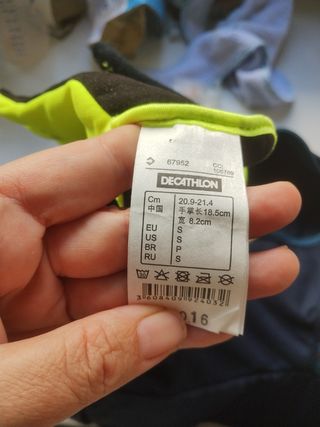 67952
DECATHLON
Cm 20.9-21.4
中国 手掌长18.5cm
宽 8.2cm
EU S
US S
BR P
RU S
3608409924032